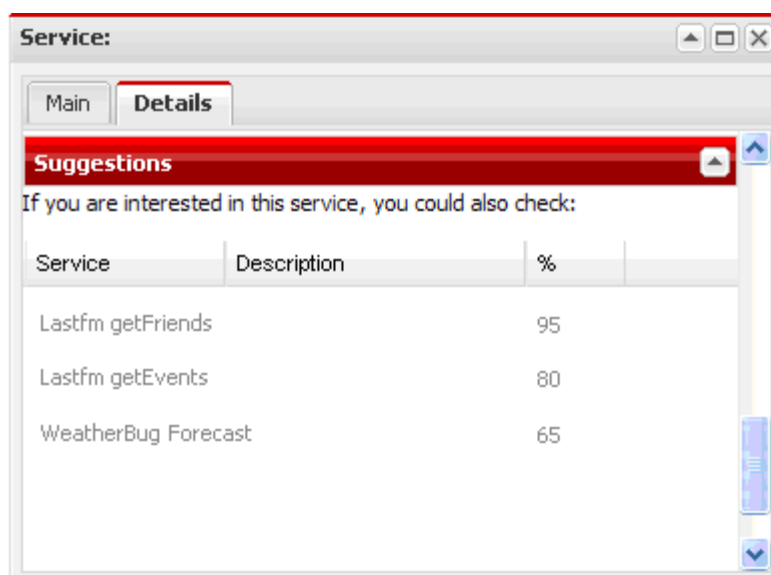 Service:
Main Details
Suggestions
If you are interested in this service, you could also check:
Service Description %
Lastfm getFriends 95
Lastfm getEvents 80
WeatherBug Forecast 65